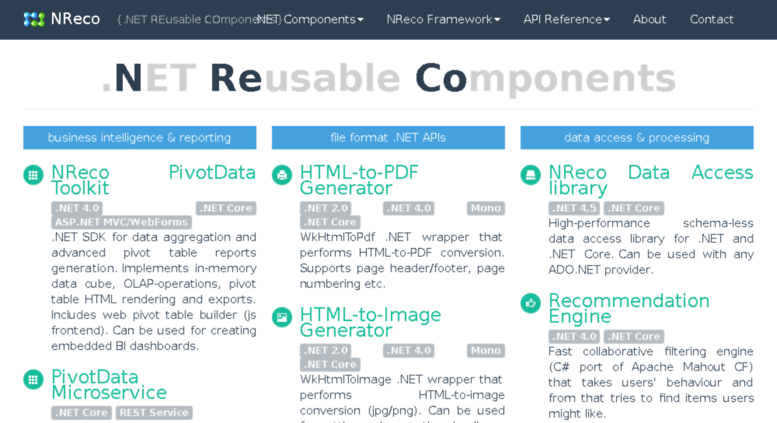 NReco {.NET REusable COmponents} .NET Components NReco Framework API Reference About Contact
.NET Reusable Components
business intelligence & reporting
NReco PivotData
Toolkit
.NET 4.0 .NET Core
ASP.NET MVC/WebForms
.NET SDK for data aggregation and
advanced pivot table reports
generation. Implements in-memory
data cube, OLAP-operations, pivot
table HTML rendering and exports.
Includes web pivot table builder (js
frontend). Can be used for creating
embedded BI dashboards.
PivotData
Microservice
.NET Core REST Service
file format .NET APIs
HTML-to-PDF
Generator
.NET 2.0 .NET 4.0 Mono
.NET Core
WkHtmlToPdf .NET wrapper that
performs HTML-to-PDF conversion.
Supports page header/footer, page
numbering etc.
HTML-to-Image
Generator
.NET 2.0 .NET 4.0 Mono
.NET Core
WkHtmlToImage .NET wrapper that
performs HTML-to-image
conversion (jpg/png). Can be used
data access & processing
NReco Data Access
library
.NET 4.5 .NET Core
High-performance schema-less
data access library for .NET and
.NET Core. Can be used with any
ADO.NET provider.
Recommendation
Engine
.NET 4.0 .NET Core
Fast collaborative filtering engine
(C# port of Apache Mahout CF)
that takes users' behaviour and
from that tries to find items users
might like.